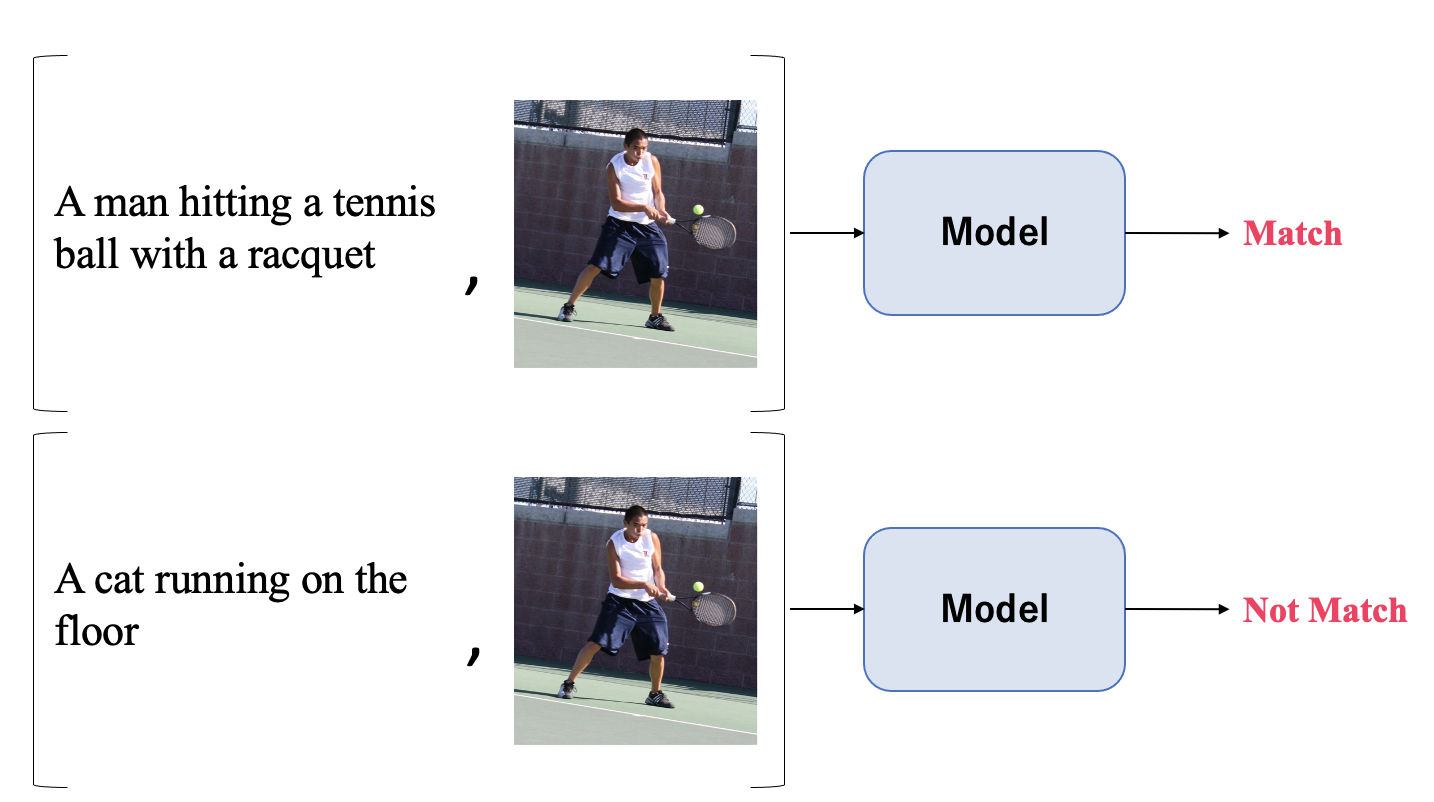 A man hitting a tennis
ball with a racquet
,
Model
Match
A cat running on the
floor
,
Model
Not Match